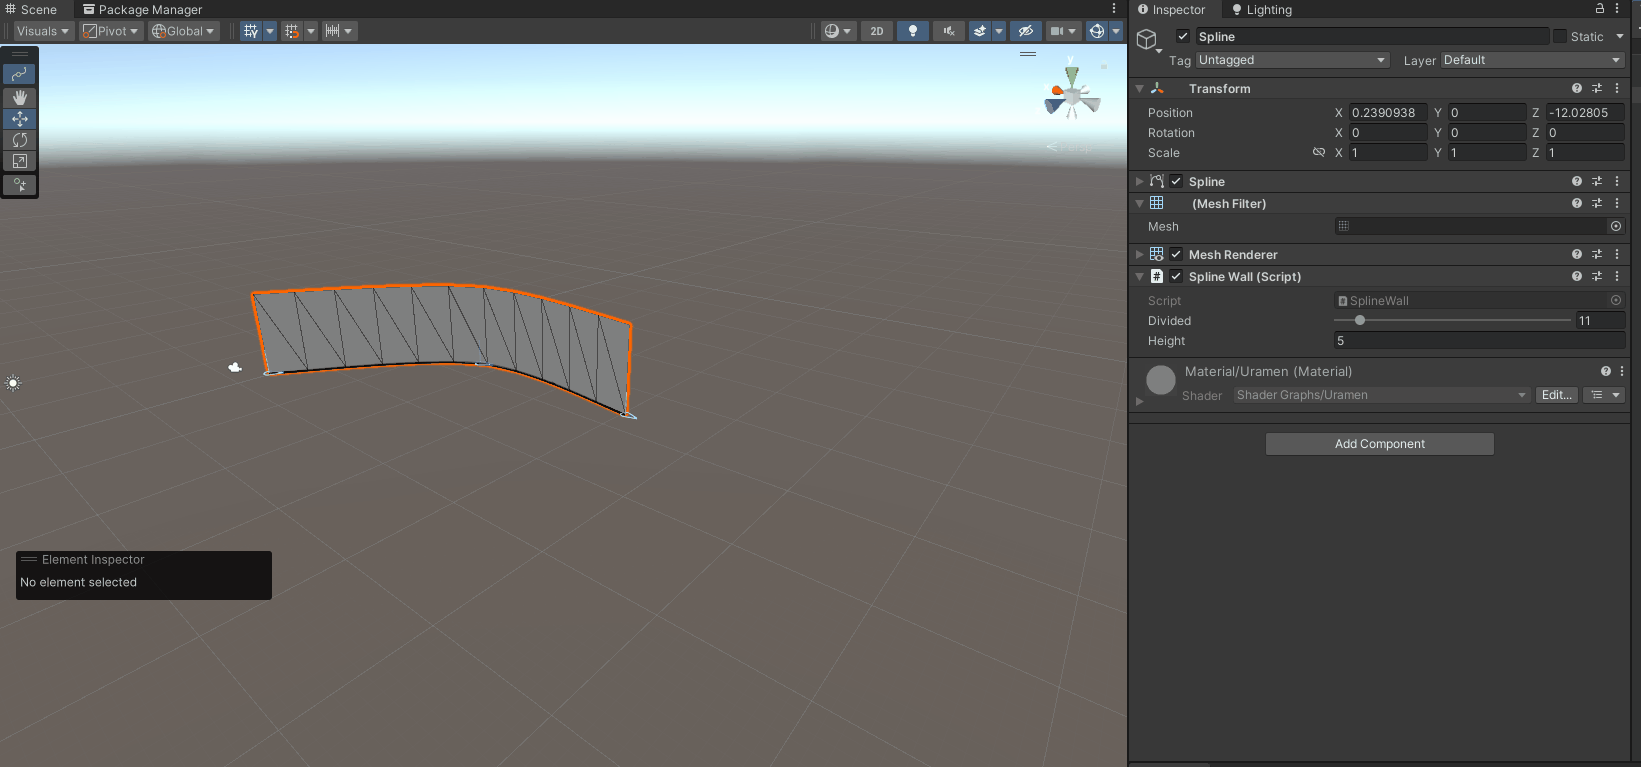 Scene
Package Manager
Visuals
Pivot
Global
2D
y
Element Inspector
No element selected
Inspector
Lighting
Spline
Static
Tag Untagged Layer Default
Transform
Position X 0.2390938 Y 0 Z -12.02805
Rotation X 0 Y 0 Z 0
Scale X 1 Y 1 Z 1
Spline
(Mesh Filter)
Mesh
Mesh Renderer
# Spline Wall (Script)
Script SplineWall
Divided 11
Height 5
Material/Uramen (Material)
Shader Shader Graphs/Uramen Edit...
Add Component